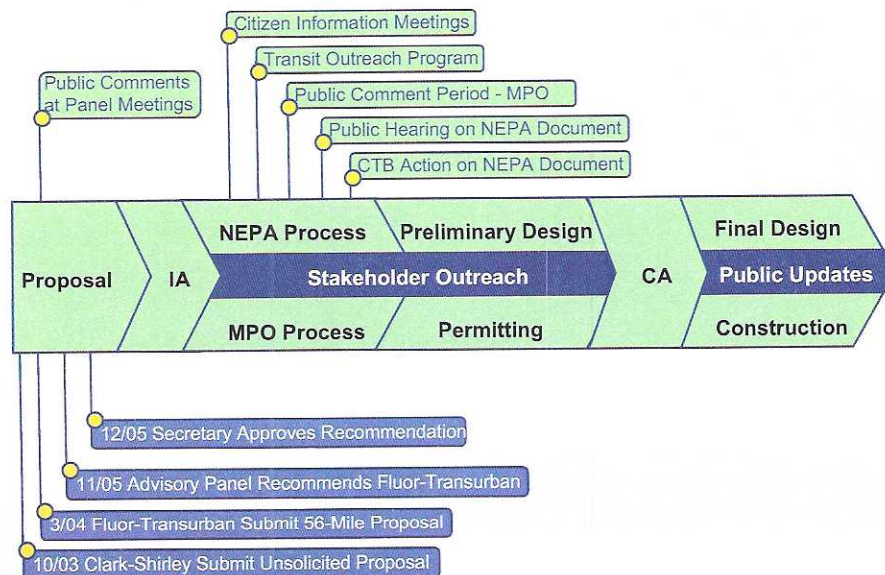 Citizen Information Meetings
Transit Outreach Program
Public Comments
at Panel Meetings
Public Comment Period - MPO
Public Hearing on NEPA Document
CTB Action on NEPA Document
NEPA Process
Preliminary Design
Final Design
Proposal
IA
Stakeholder Outreach
CA
Public Updates
MPO Process
Permitting
Construction
12/05 Secretary Approves Recommendation
11/05 Advisory Panel Recommends Fluor-Transurban
3/04 Fluor-Transurban Submit 56-Mile Proposal
10/03 Clark-Shirley Submit Unsolicited Proposal